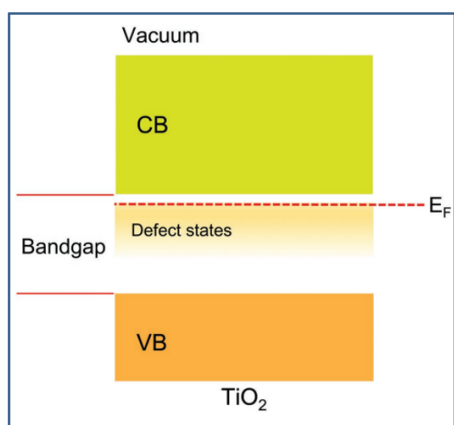 Vacuum
CB
E_F
Defect states
Bandgap
VB
TiO₂